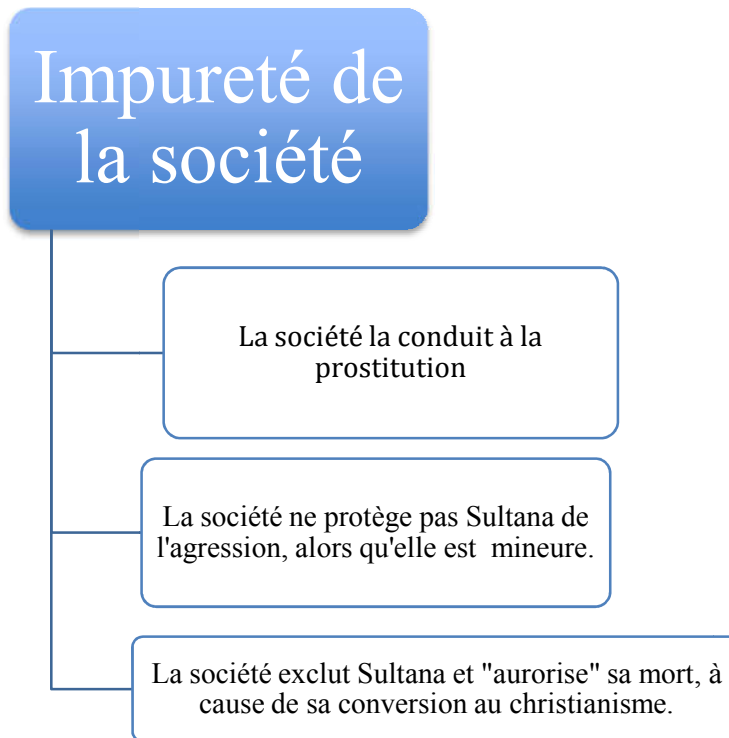 Impureté de
la société
La société la conduit à la
prostitution
La société ne protège pas Sultana de
l'agression, alors qu'elle est mineure.
La société exclut Sultana et "aurorise" sa mort, à
cause de sa conversion au christianisme.